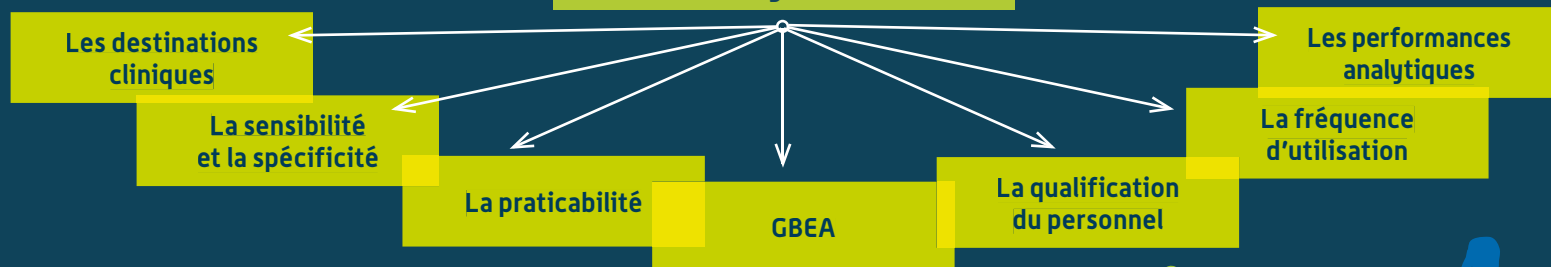 Les destinations
cliniques
La sensibilité
et la spécificité
La praticabilité
GBEA
La qualification
du personnel
La fréquence
d'utilisation
Les performances
analytiques